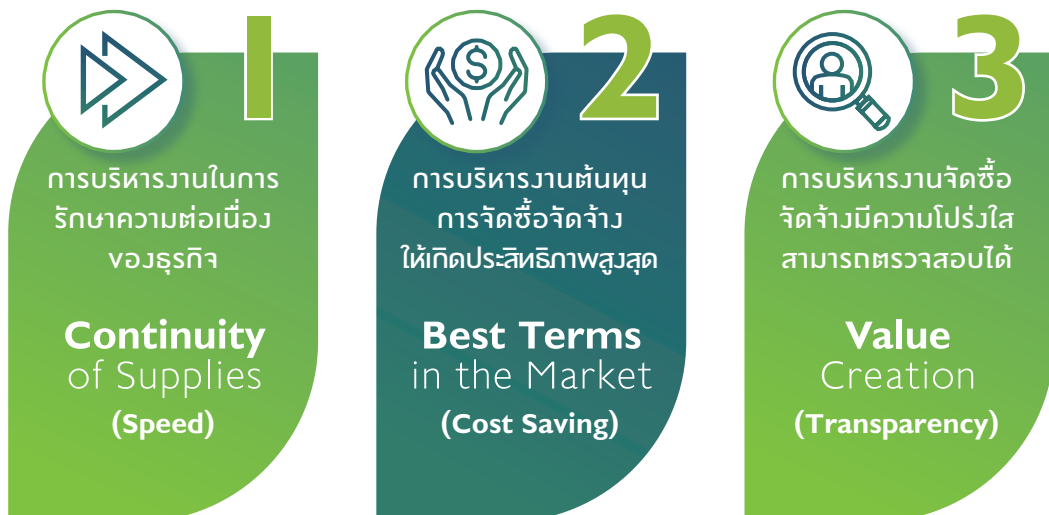 1
การบริหารงานในการ
รักษาความต่อเนื่อง
ของธุรกิจ
Continuity
of Supplies
(Speed)
2
การบริหารงานต้นทุน
การจัดซื้อจัดจ้าง
ให้เกิดประสิทธิภาพสูงสุด
Best Terms
in the Market
(Cost Saving)
3
การบริหารงานจัดซื้อ
จัดจ้างมีความโปร่งใส
สามารถตรวจสอบได้
Value
Creation
(Transparency)